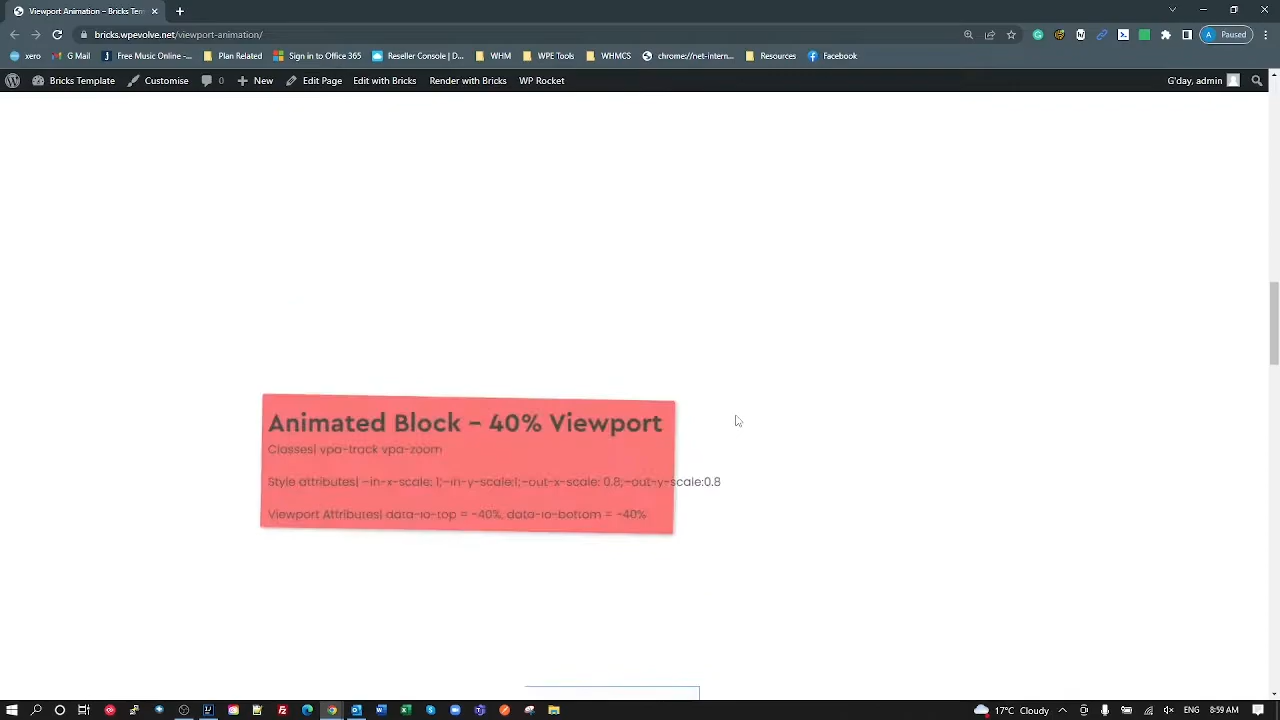 Viewport Animation – Bricks Tem
bricks.wpevolve.net/viewport-animation/
A Paused
xero G Mail Free Music Online -... Plan Related Sign in to Office 365 Reseller Console | D... WHM WPE Tools WHMCS chrome://net-intern... Resources Facebook
Bricks Template Customise 0 New Edit Page Edit with Bricks Render with Bricks WP Rocket G'day, admin
Animated Block – 40% Viewport
Classes| vpa-track vpa-zoom
Style attributes| –in-x-scale: 1;–in-y-scale:1;–out-x-scale: 0.8;–out-y-scale:0.8
Viewport Attributes| data-io-top = -40%, data-io-bottom = -40%
17°C Cloudy ENG 8:59 AM